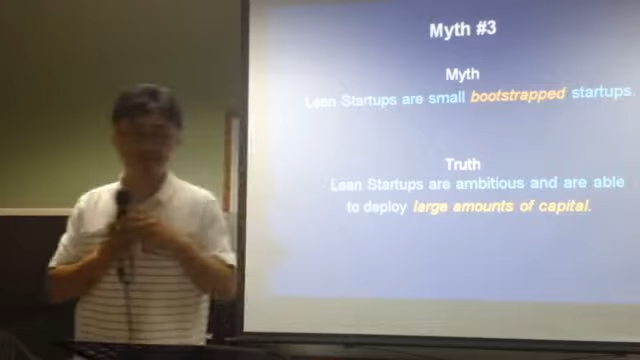 Myth #3
Myth
Lean Startups are small bootstrapped startups.
Truth
Lean Startups are ambitious and are able
to deploy large amounts of capital.